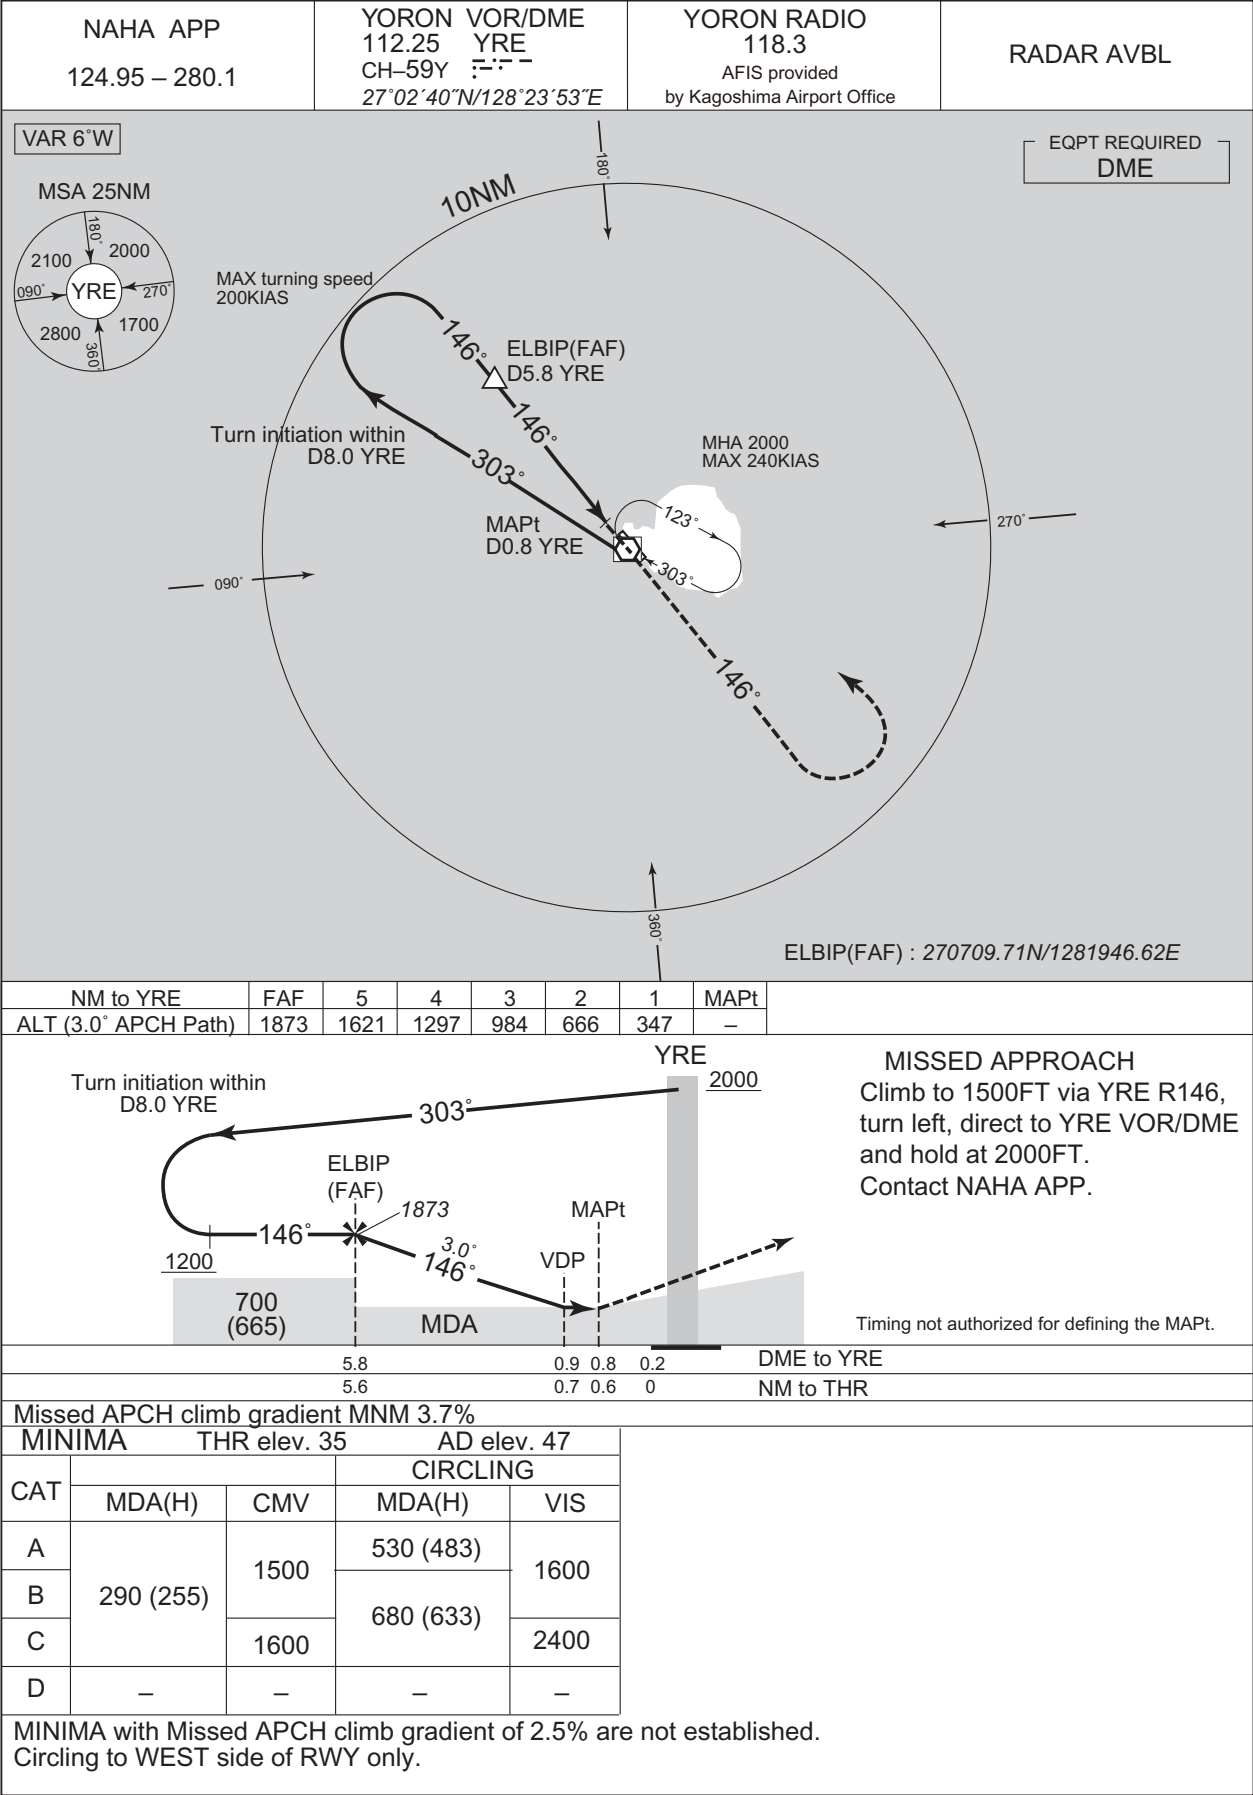 NAHA APP
124.95 – 280.1
YORON VOR/DME
112.25 YRE
CH–59Y
27°02´40˝N/128°23´53˝E
YORON RADIO
118.3
AFIS provided
by Kagoshima Airport Office
RADAR AVBL
VAR 6°W
EQPT REQUIRED
DME
MSA 25NM
180°
2100
2000
090°
YRE
270°
2800
1700
360°
180°
10NM
MAX turning speed
200KIAS
146°
ELBIP(FAF)
D5.8 YRE
146°
Turn initiation within
D8.0 YRE
303°
MHA 2000
MAX 240KIAS
MAPt
D0.8 YRE
123°
303°
270°
090°
146°
360°
ELBIP(FAF) : 270709.71N/1281946.62E
NM to YRE FAF 5 4 3 2 1 MAPt
ALT (3.0° APCH Path) 1873 1621 1297 984 666 347 –
YRE
2000
Turn initiation within
D8.0 YRE
303°
ELBIP
(FAF)
1873
MAPt
146°
3.0°
146°
VDP
1200
700
(665)
MDA
MISSED APPROACH
Climb to 1500FT via YRE R146,
turn left, direct to YRE VOR/DME
and hold at 2000FT.
Contact NAHA APP.
Timing not authorized for defining the MAPt.
5.8 0.9 0.8 0.2 DME to YRE
5.6 0.7 0.6 0 NM to THR
Missed APCH climb gradient MNM 3.7%
MINIMA THR elev. 35 AD elev. 47
CAT
CIRCLING
MDA(H) CMV MDA(H) VIS
A
530 (483)
1500
1600
B
290 (255)
680 (633)
C
1600
2400
D – – – –
MINIMA with Missed APCH climb gradient of 2.5% are not established.
Circling to WEST side of RWY only.